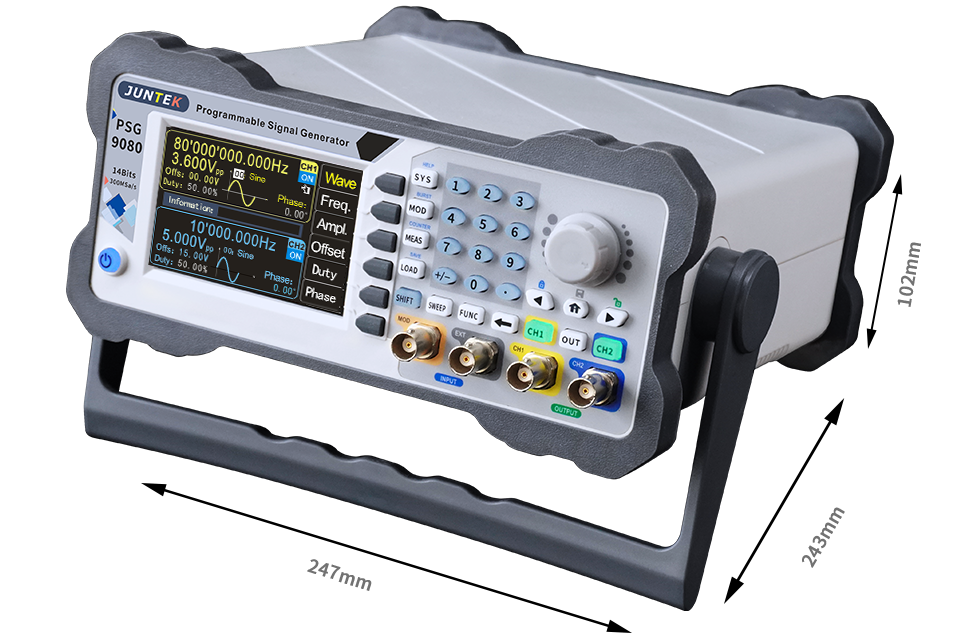 JUNTEK
Programmable Signal Generator
PSG
9080
14Bits
300MSa/s
80'000'000.000Hz
3.600Vpp
Offs: 00.00V
Duty: 50.00%
00
Sine
Phase:
0.00°
CH1
ON
Information:
10'000.000Hz
5.000Vpp
Offs: 15.00V
Duty: 50.00%
Sine
Phase:
0.00°
CH2
ON
Wave
Freq.
Ampl.
Offset
Duty
Phase
HELP
SYS
BURST
MOD
COUNTER
MEAS
SAVE
LOAD
1 2 3
4 5 6
7 8 9
+/- 0 .
SHIFT SWEEP FUNC
CH1 OUT CH2
MOD EXT CH1 CH2
INPUT
OUTPUT
102mm
243mm
247mm